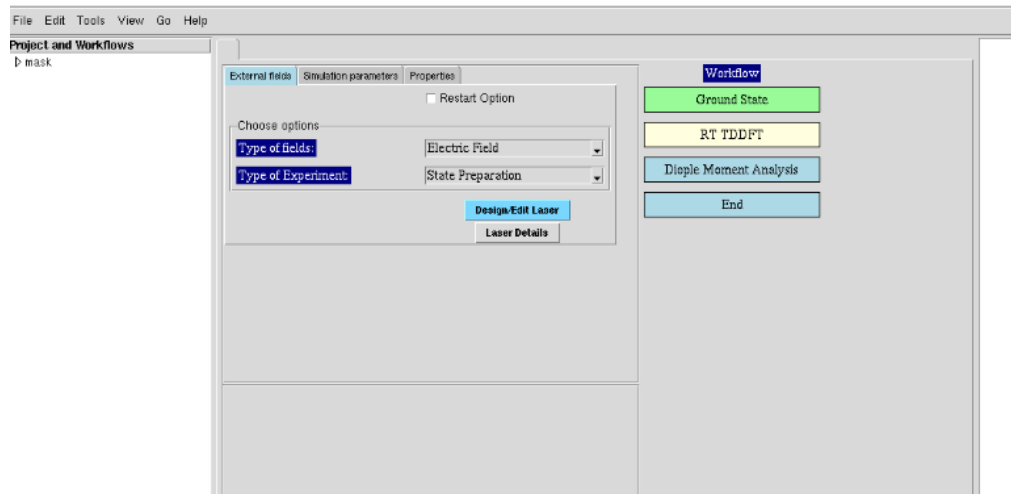 File Edit Tools View Go Help
Project and Workflows
mask
External fields Simulation parameters Properties
Restart Option
Choose options
Type of fields: Electric Field
Type of Experiment: State Preparation
Design/Edit Laser
Laser Details
Workflow
Ground State
RT TDDFT
Diople Moment Analysis
End